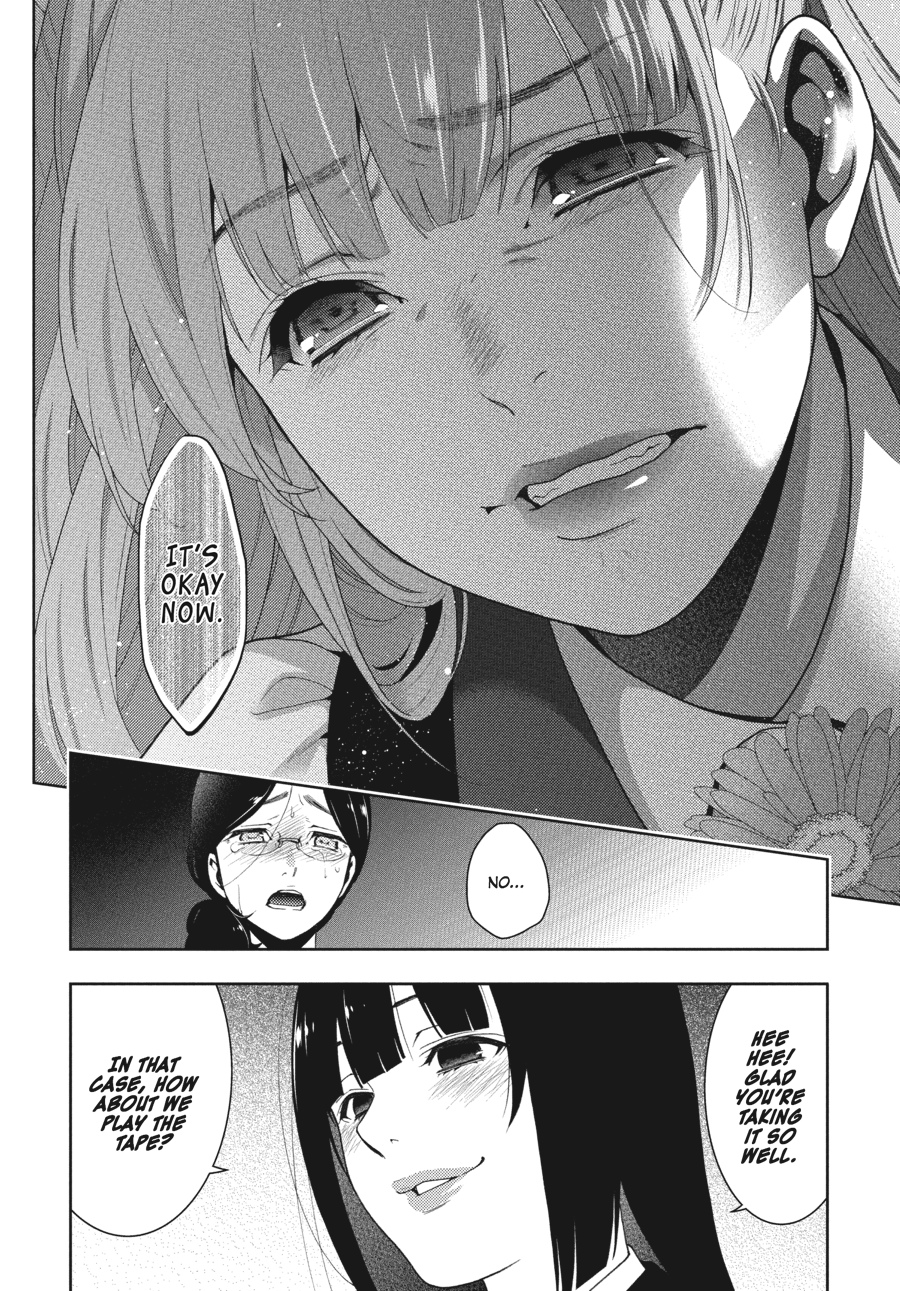 IT'S
OKAY
NOW.
NO...
HEE
HEE!
GLAD
YOU'RE
TAKING
IT SO
WELL.
IN THAT
CASE, HOW
ABOUT WE
PLAY THE
TAPE?